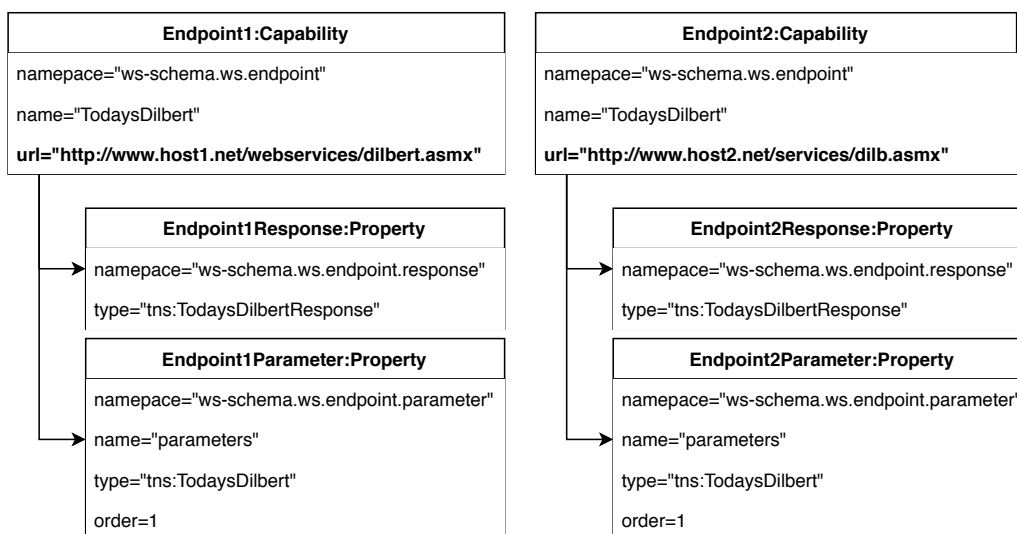 Endpoint1:Capability
namepace="ws-schema.ws.endpoint"
name="TodaysDilbert"
url="http://www.host1.net/webservices/dilbert.asmx"
Endpoint1Response:Property
namepace="ws-schema.ws.endpoint.response"
type="tns:TodaysDilbertResponse"
Endpoint1Parameter:Property
namepace="ws-schema.ws.endpoint.parameter"
name="parameters"
type="tns:TodaysDilbert"
order=1
Endpoint2:Capability
namepace="ws-schema.ws.endpoint"
name="TodaysDilbert"
url="http://www.host2.net/services/dilb.asmx"
Endpoint2Response:Property
namepace="ws-schema.ws.endpoint.response"
type="tns:TodaysDilbertResponse"
Endpoint2Parameter:Property
namepace="ws-schema.ws.endpoint.parameter"
name="parameters"
type="tns:TodaysDilbert"
order=1